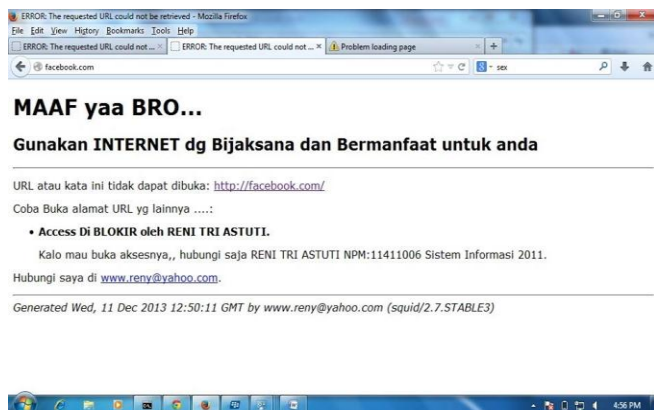 ERROR: The requested URL could not be retrieved - Mozilla Firefox
File Edit View History Bookmarks Tools Help
ERROR: The requested URL could not ... × ERROR: The requested URL could not ... × Problem loading page × +
facebook.com sex
MAAF yaa BRO...
Gunakan INTERNET dg Bijaksana dan Bermanfaat untuk anda
URL atau kata ini tidak dapat dibuka: http://facebook.com/
Coba Buka alamat URL yg lainnya ....:
• Access Di BLOKIR oleh RENI TRI ASTUTI.
Kalo mau buka aksesnya,, hubungi saja RENI TRI ASTUTI NPM:11411006 Sistem Informasi 2011.
Hubungi saya di www.reny@yahoo.com.
Generated Wed, 11 Dec 2013 12:50:11 GMT by www.reny@yahoo.com (squid/2.7.STABLE3)
4:56 PM